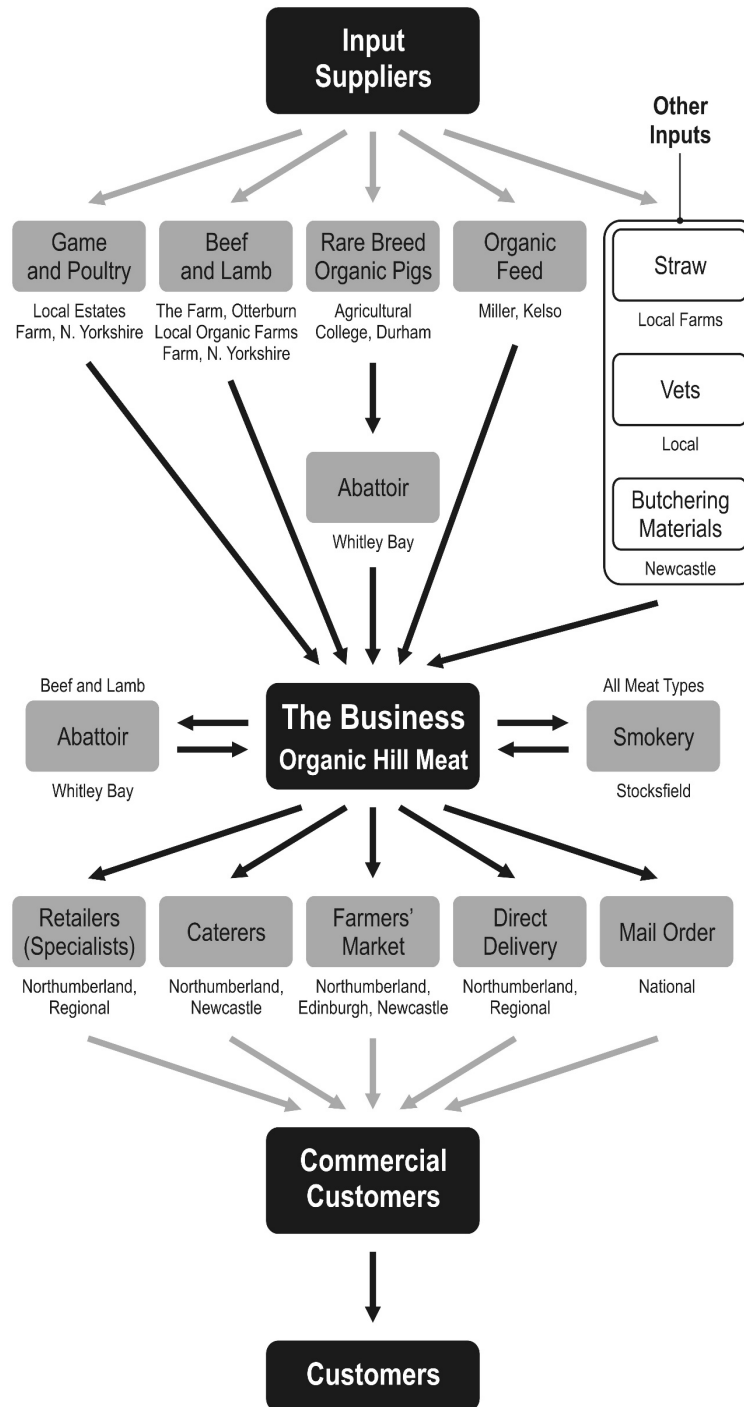 Input
Suppliers
Other
Inputs
Game
and Poultry
Local Estates
Farm, N. Yorkshire
Beef
and Lamb
The Farm, Otterburn
Local Organic Farms
Farm, N. Yorkshire
Rare Breed
Organic Pigs
Agricultural
College, Durham
Organic
Feed
Miller, Kelso
Straw
Local Farms
Vets
Local
Butchering
Materials
Newcastle
Abattoir
Whitley Bay
Beef and Lamb
Abattoir
Whitley Bay
The Business
Organic Hill Meat
All Meat Types
Smokery
Stocksfield
Retailers
(Specialists)
Northumberland,
Regional
Caterers
Northumberland,
Newcastle
Farmers’
Market
Northumberland,
Edinburgh, Newcastle
Direct
Delivery
Northumberland,
Regional
Mail Order
National
Commercial
Customers
Customers